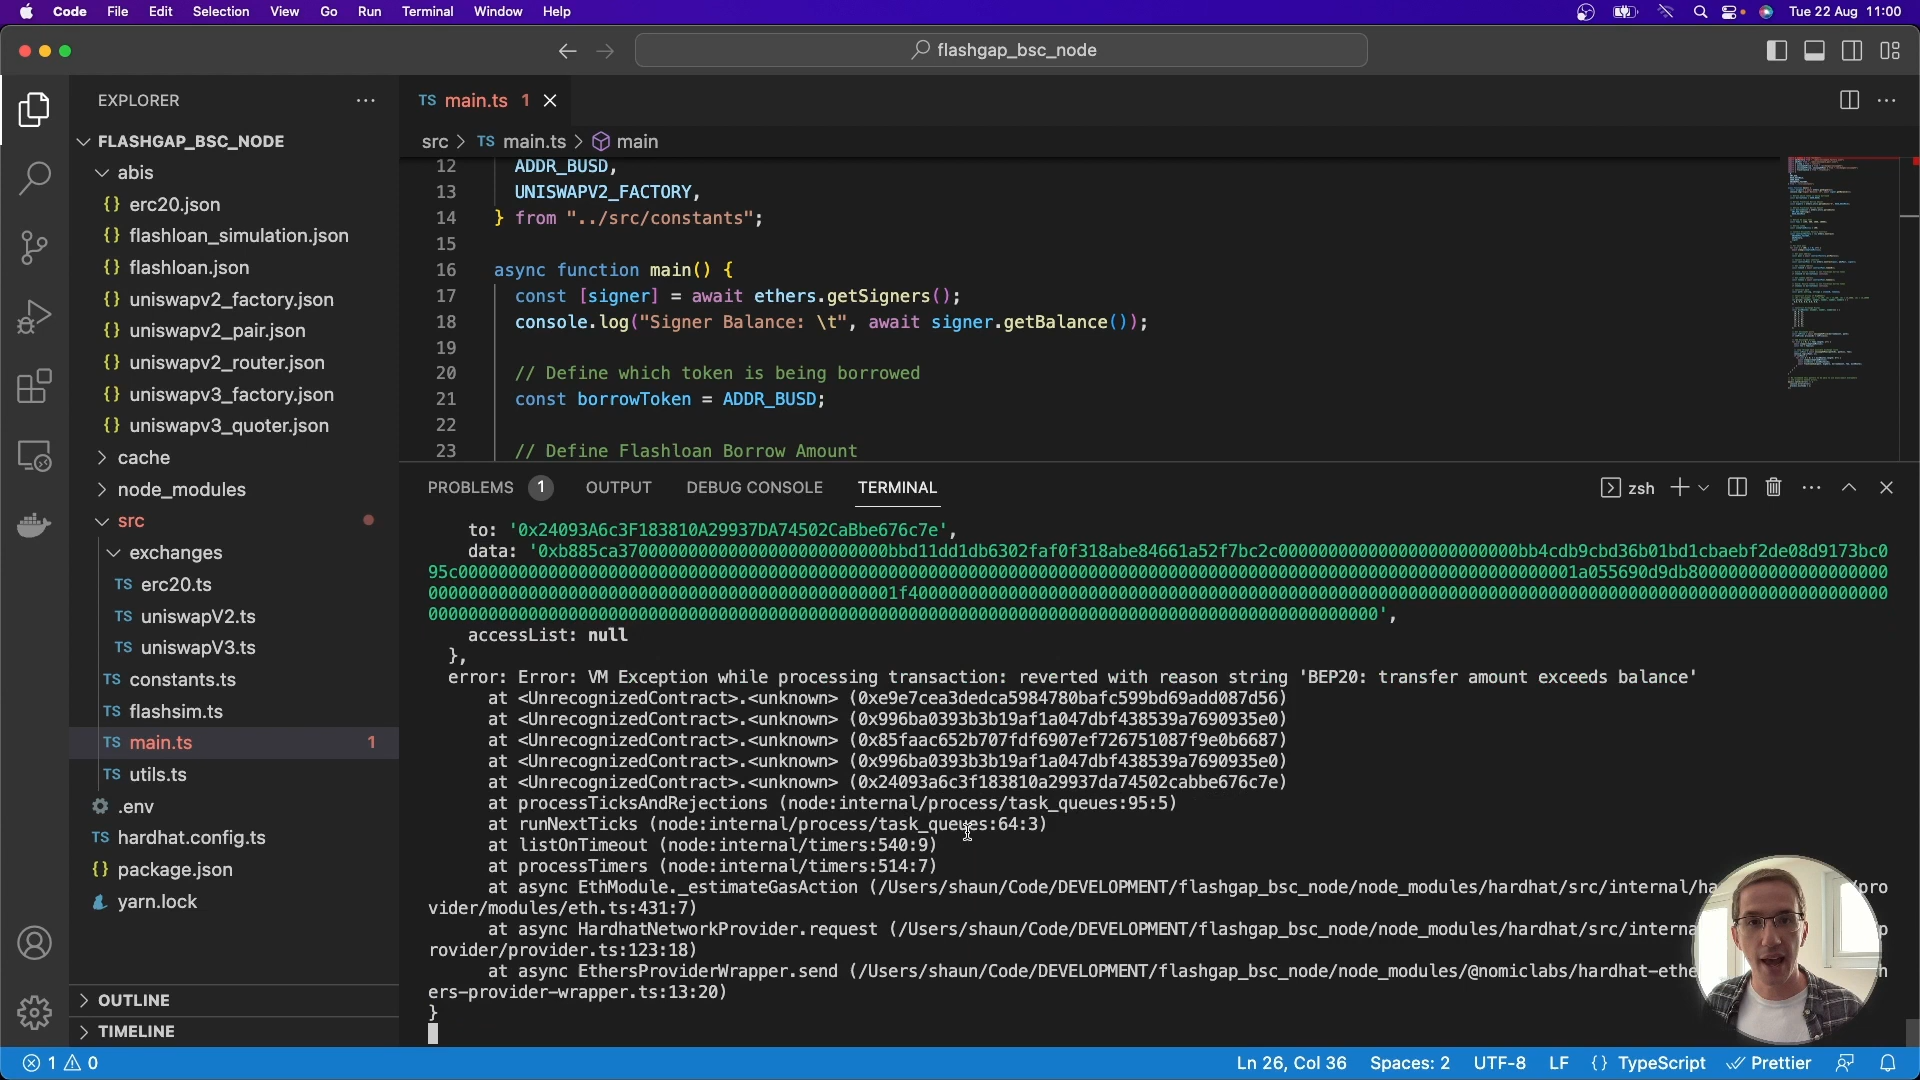 Code File Edit Selection View Go Run Terminal Window Help Tue 22 Aug 11:00
flashgap_bsc_node
EXPLORER
FLASHGAP_BSC_NODE
abis
{} erc20.json
{} flashloan_simulation.json
{} flashloan.json
{} uniswapv2_factory.json
{} uniswapv2_pair.json
{} uniswapv2_router.json
{} uniswapv3_factory.json
{} uniswapv3_quoter.json
cache
node_modules
src
exchanges
TS erc20.ts
TS uniswapV2.ts
TS uniswapV3.ts
TS constants.ts
TS flashsim.ts
TS main.ts 1
TS utils.ts
.env
TS hardhat.config.ts
{} package.json
yarn.lock
OUTLINE
TIMELINE
TS main.ts 1
src > TS main.ts > main
12 ADDR_BUSD,
13 UNISWAPV2_FACTORY,
14 } from "../src/constants";
15
16 async function main() {
17 const [signer] = await ethers.getSigners();
18 console.log("Signer Balance: \t", await signer.getBalance());
19
20 // Define which token is being borrowed
21 const borrowToken = ADDR_BUSD;
22
23 // Define Flashloan Borrow Amount
PROBLEMS 1 OUTPUT DEBUG CONSOLE TERMINAL zsh
to: '0x24093A6c3F183810A29937DA74502CaBbe676c7e',
accessList: null
},
error: Error: VM Exception while processing transaction: reverted with reason string 'BEP20: transfer amount exceeds balance'
at <UnrecognizedContract>.<unknown> (0xe9e7cea3dedca5984780bafc599bd69add087d56)
at <UnrecognizedContract>.<unknown> (0x996ba0393b3b19af1a047dbf438539a7690935e0)
at <UnrecognizedContract>.<unknown> (0x85faac652b707fdf6907ef726751087f9e0b6687)
at <UnrecognizedContract>.<unknown> (0x996ba0393b3b19af1a047dbf438539a7690935e0)
at <UnrecognizedContract>.<unknown> (0x24093a6c3f183810a29937da74502cabbe676c7e)
at processTicksAndRejections (node:internal/process/task_queues:95:5)
at runNextTicks (node:internal/process/task_queues:64:3)
at listOnTimeout (node:internal/timers:540:9)
at processTimers (node:internal/timers:514:7)
at async EthModule._estimateGasAction (/Users/shaun/Code/DEVELOPMENT/flashgap_bsc_node/node_modules/hardhat/src/internal/ha /pro
vider/modules/eth.ts:431:7)
at async HardhatNetworkProvider.request (/Users/shaun/Code/DEVELOPMENT/flashgap_bsc_node/node_modules/hardhat/src/interna p
rovider/provider.ts:123:18)
at async EthersProviderWrapper.send (/Users/shaun/Code/DEVELOPMENT/flashgap_bsc_node/node_modules/@nomiclabs/hardhat-ethe h
ers-provider-wrapper.ts:13:20)
}
1 0 Ln 26, Col 36 Spaces: 2 UTF-8 LF {} TypeScript Prettier